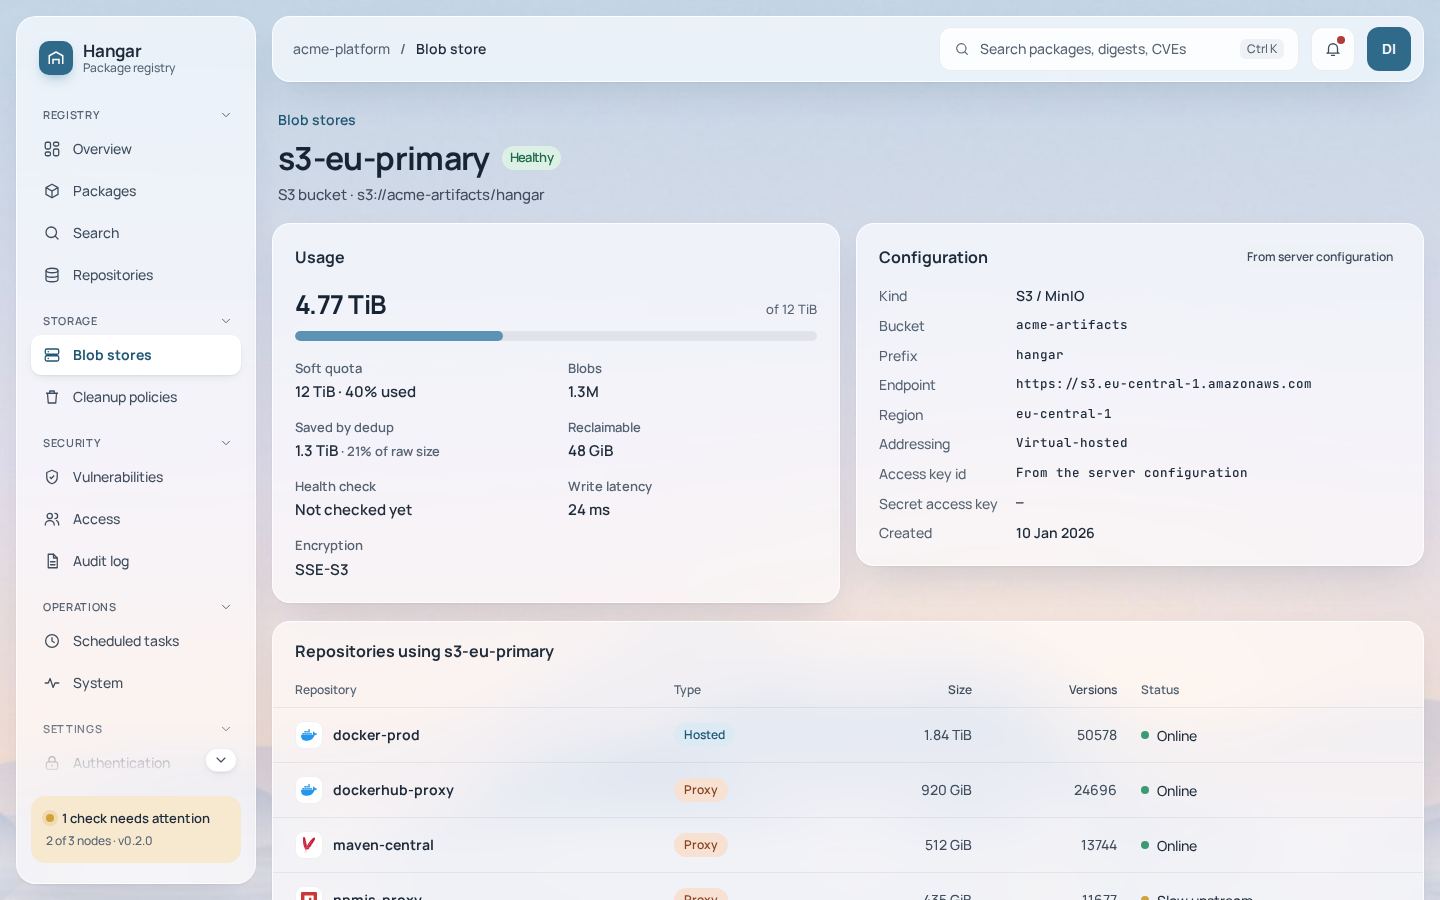 Hangar
Package registry
REGISTRY
Overview
Packages
Search
Repositories
STORAGE
Blob stores
Cleanup policies
SECURITY
Vulnerabilities
Access
Audit log
OPERATIONS
Scheduled tasks
System
SETTINGS
Authentication
1 check needs attention
2 of 3 nodes · v0.2.0
acme-platform / Blob store
Search packages, digests, CVEs Ctrl K
DI
Blob stores
s3-eu-primary Healthy
S3 bucket · s3://acme-artifacts/hangar
Usage
4.77 TiB of 12 TiB
Soft quota Blobs
12 TiB · 40% used 1.3M
Saved by dedup Reclaimable
1.3 TiB · 21% of raw size 48 GiB
Health check Write latency
Not checked yet 24 ms
Encryption
SSE-S3
Configuration From server configuration
Kind S3 / MinIO
Bucket acme-artifacts
Prefix hangar
Endpoint https://s3.eu-central-1.amazonaws.com
Region eu-central-1
Addressing Virtual-hosted
Access key id From the server configuration
Secret access key —
Created 10 Jan 2026
Repositories using s3-eu-primary
Repository Type Size Versions Status
docker-prod Hosted 1.84 TiB 50578 Online
dockerhub-proxy Proxy 920 GiB 24696 Online
maven-central Proxy 512 GiB 13744 Online
npmjs-proxy Proxy 435 GiB 11677 Slow upstream